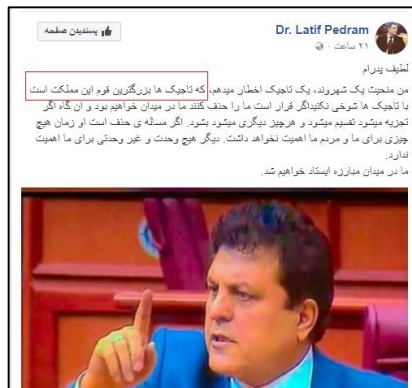 Dr. Latif Pedram
۲۱ ساعت ·
پسندیدن صفحه
لطیف پدرام
من منحیث یک شهروند، یک تاجیک اخطار میدهم، که تاجیک ها بزرگترین قوم این مملکت است
با تاجیک ها شوخی نکنیداگر قرار است ما را حذف کنند ما در میدان خواهیم بود و ان گاه اگر
تجزیه میشود تقسیم میشود و هرچیز دیگری میشود بشود. اگر مساله ی حذف است او زمان هیچ
چیزی برای ما و مردم ما اهمیت نخواهد داشت. دیگر هیچ وحدت و غیر وحدتی برای ما اهمیت
ندارد.
ما در میدان مبارزه ایستاد خواهیم شد.